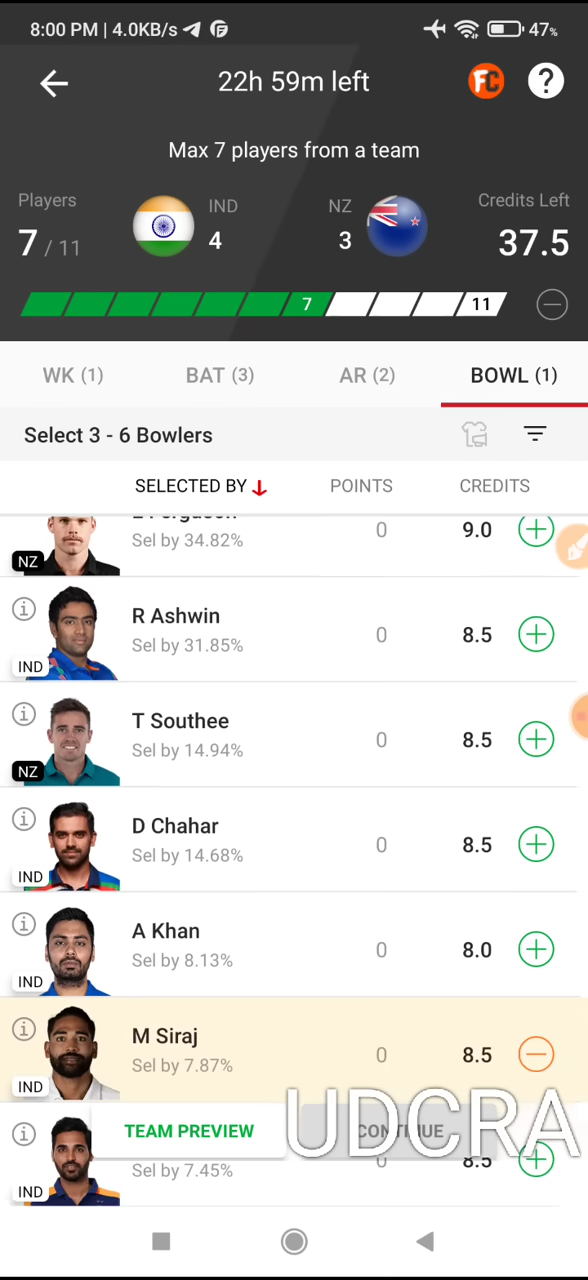 8:00 PM | 4.0KB/s
47%
22h 59m left
FC
?
Max 7 players from a team
Players
IND
NZ
Credits Left
7 / 11
4
3
37.5
7
11
WK (1)
BAT (3)
AR (2)
BOWL (1)
Select 3 - 6 Bowlers
SELECTED BY
POINTS
CREDITS
Sel by 34.82%
0
9.0
NZ
R Ashwin
Sel by 31.85%
0
8.5
IND
T Southee
Sel by 14.94%
0
8.5
NZ
D Chahar
Sel by 14.68%
0
8.5
IND
A Khan
Sel by 8.13%
0
8.0
IND
M Siraj
Sel by 7.87%
0
8.5
IND
TEAM PREVIEW
CONTINUE
UDCRA
Sel by 7.45%
0
8.5
IND